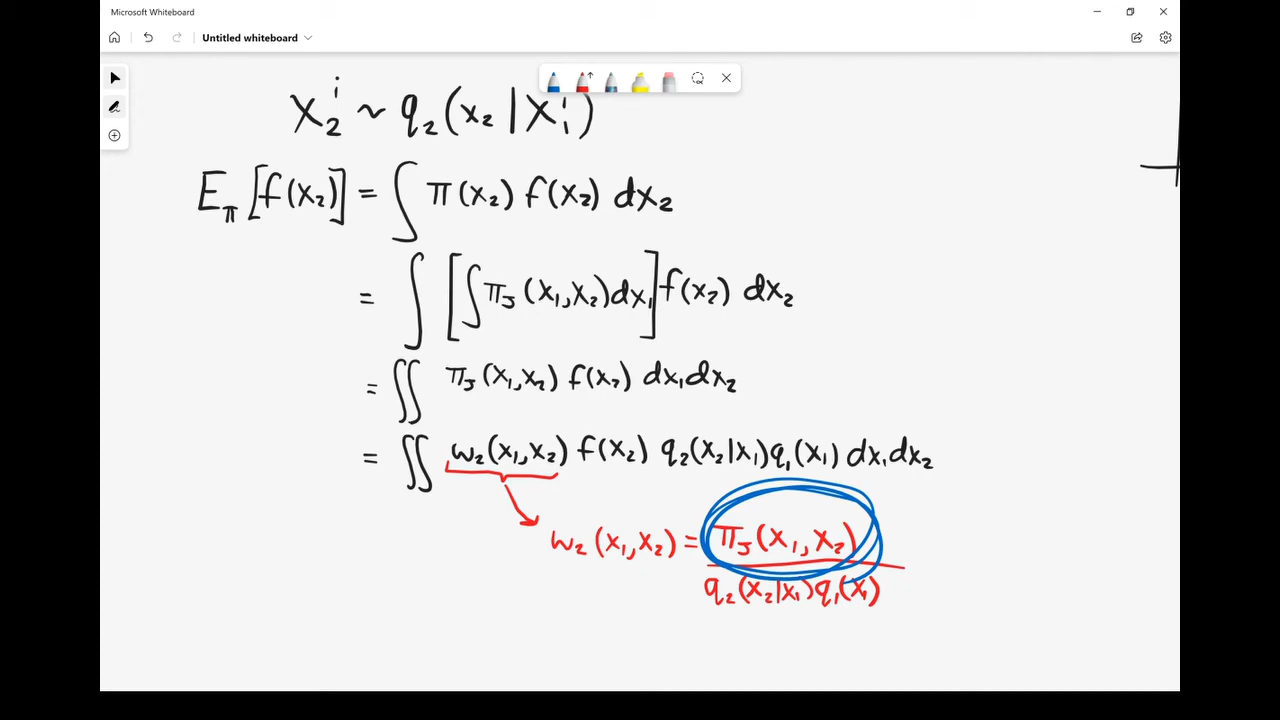 Microsoft Whiteboard
Untitled whiteboard
X₂ⁱ ~ q₂(x₂|X₁ⁱ)
E_π[f(x₂)] = ∫ π(x₂) f(x₂) dx₂
= ∫ [∫π_J(x₁,x₂)dx₁] f(x₂) dx₂
= ∬ π_J(x₁,x₂) f(x₂) dx₁dx₂
= ∬ w₂(x₁,x₂) f(x₂) q₂(x₂|x₁)q₁(x₁) dx₁dx₂
w₂(x₁,x₂) = π_J(x₁,x₂)
q₂(x₂|x₁)q₁(x₁)